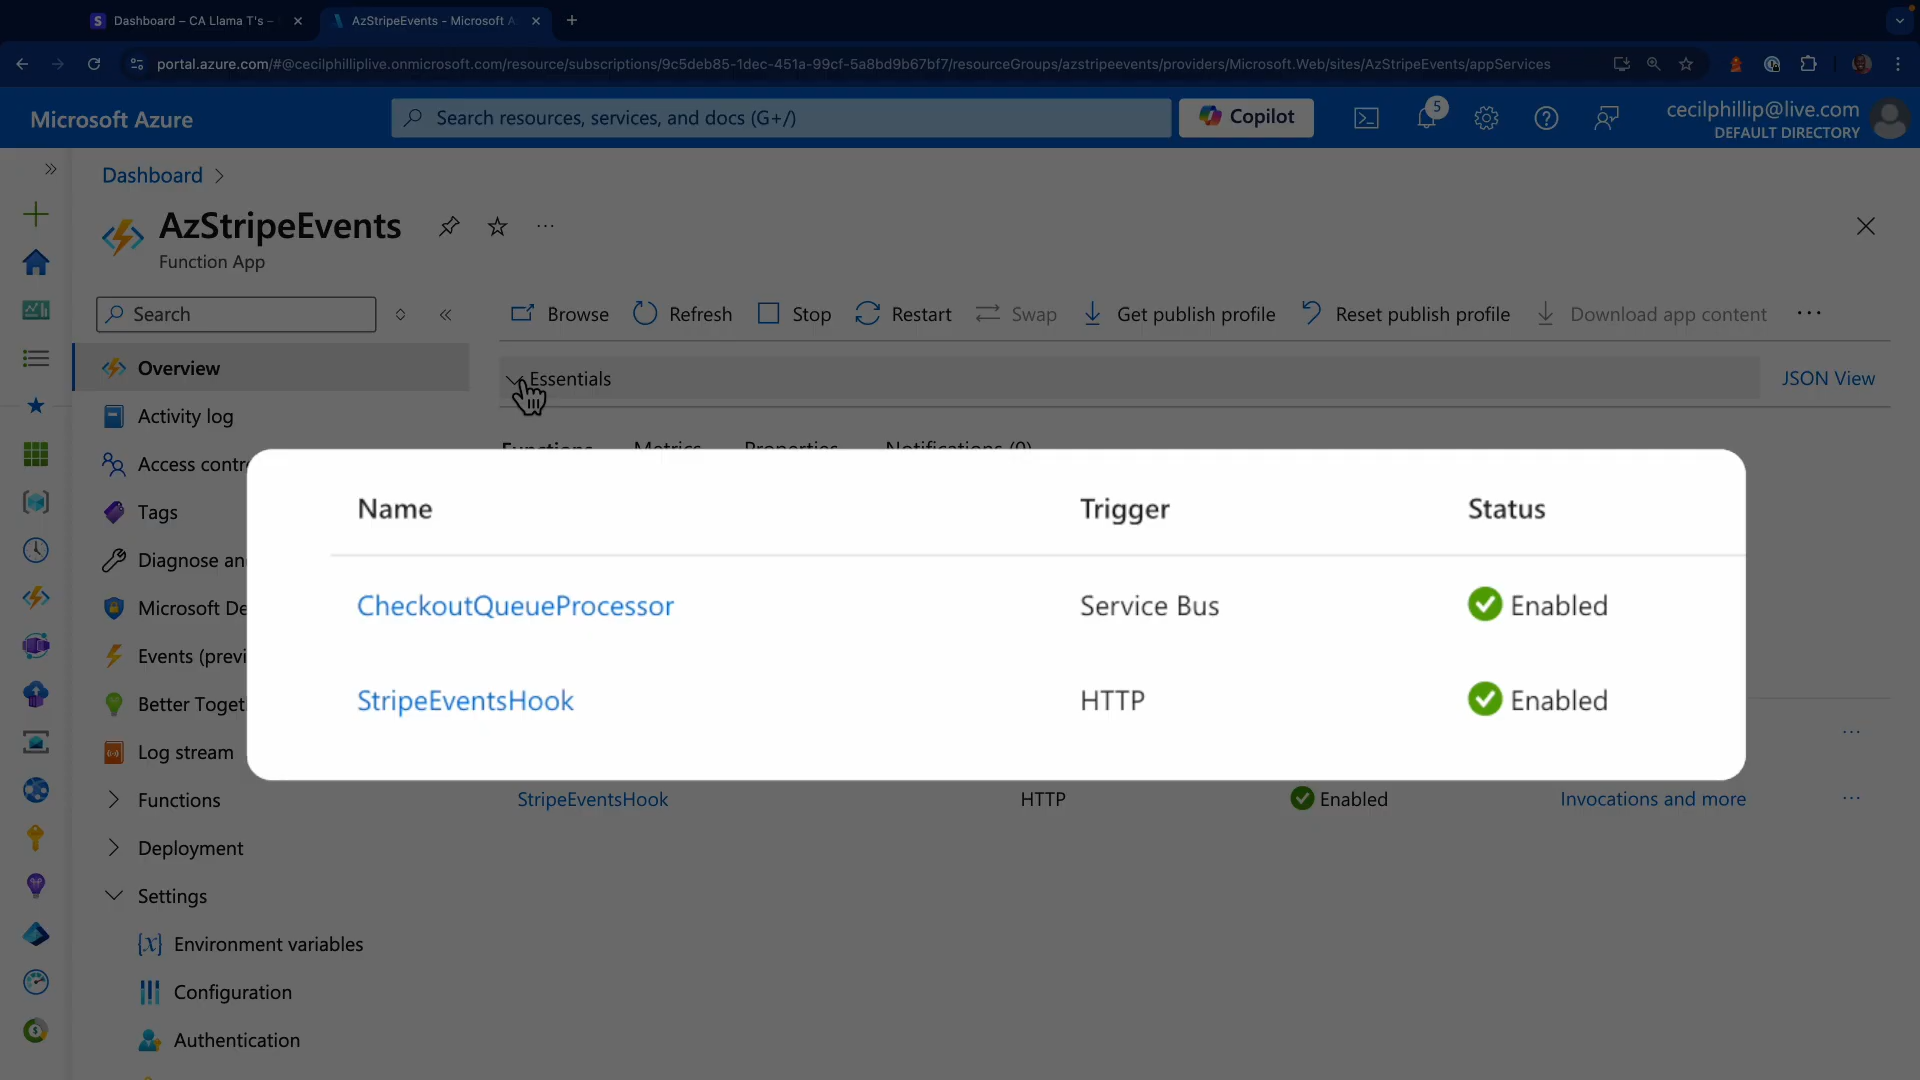 Dashboard – CA Llama T's –
AzStripeEvents - Microsoft A
portal.azure.com/#@cecilphilliplive.onmicrosoft.com/resource/subscriptions/9c5deb85-1dec-451a-99cf-5a8bd9b67bf7/resourceGroups/azstripeevents/providers/Microsoft.Web/sites/AzStripeEvents/appServices
Microsoft Azure
Search resources, services, and docs (G+/)
Copilot
5
cecilphillip@live.com
DEFAULT DIRECTORY
Dashboard
AzStripeEvents
Function App
Search
Browse
Refresh
Stop
Restart
Swap
Get publish profile
Reset publish profile
Download app content
Overview
Essentials
JSON View
Activity log
Functions
Metrics
Properties
Notifications (0)
Access contr
Tags
Diagnose an
Microsoft De
Events (previ
Better Toget
Log stream
Name Trigger Status
CheckoutQueueProcessor Service Bus Enabled
StripeEventsHook HTTP Enabled
Functions
StripeEventsHook HTTP Enabled Invocations and more
Deployment
Settings
Environment variables
Configuration
Authentication